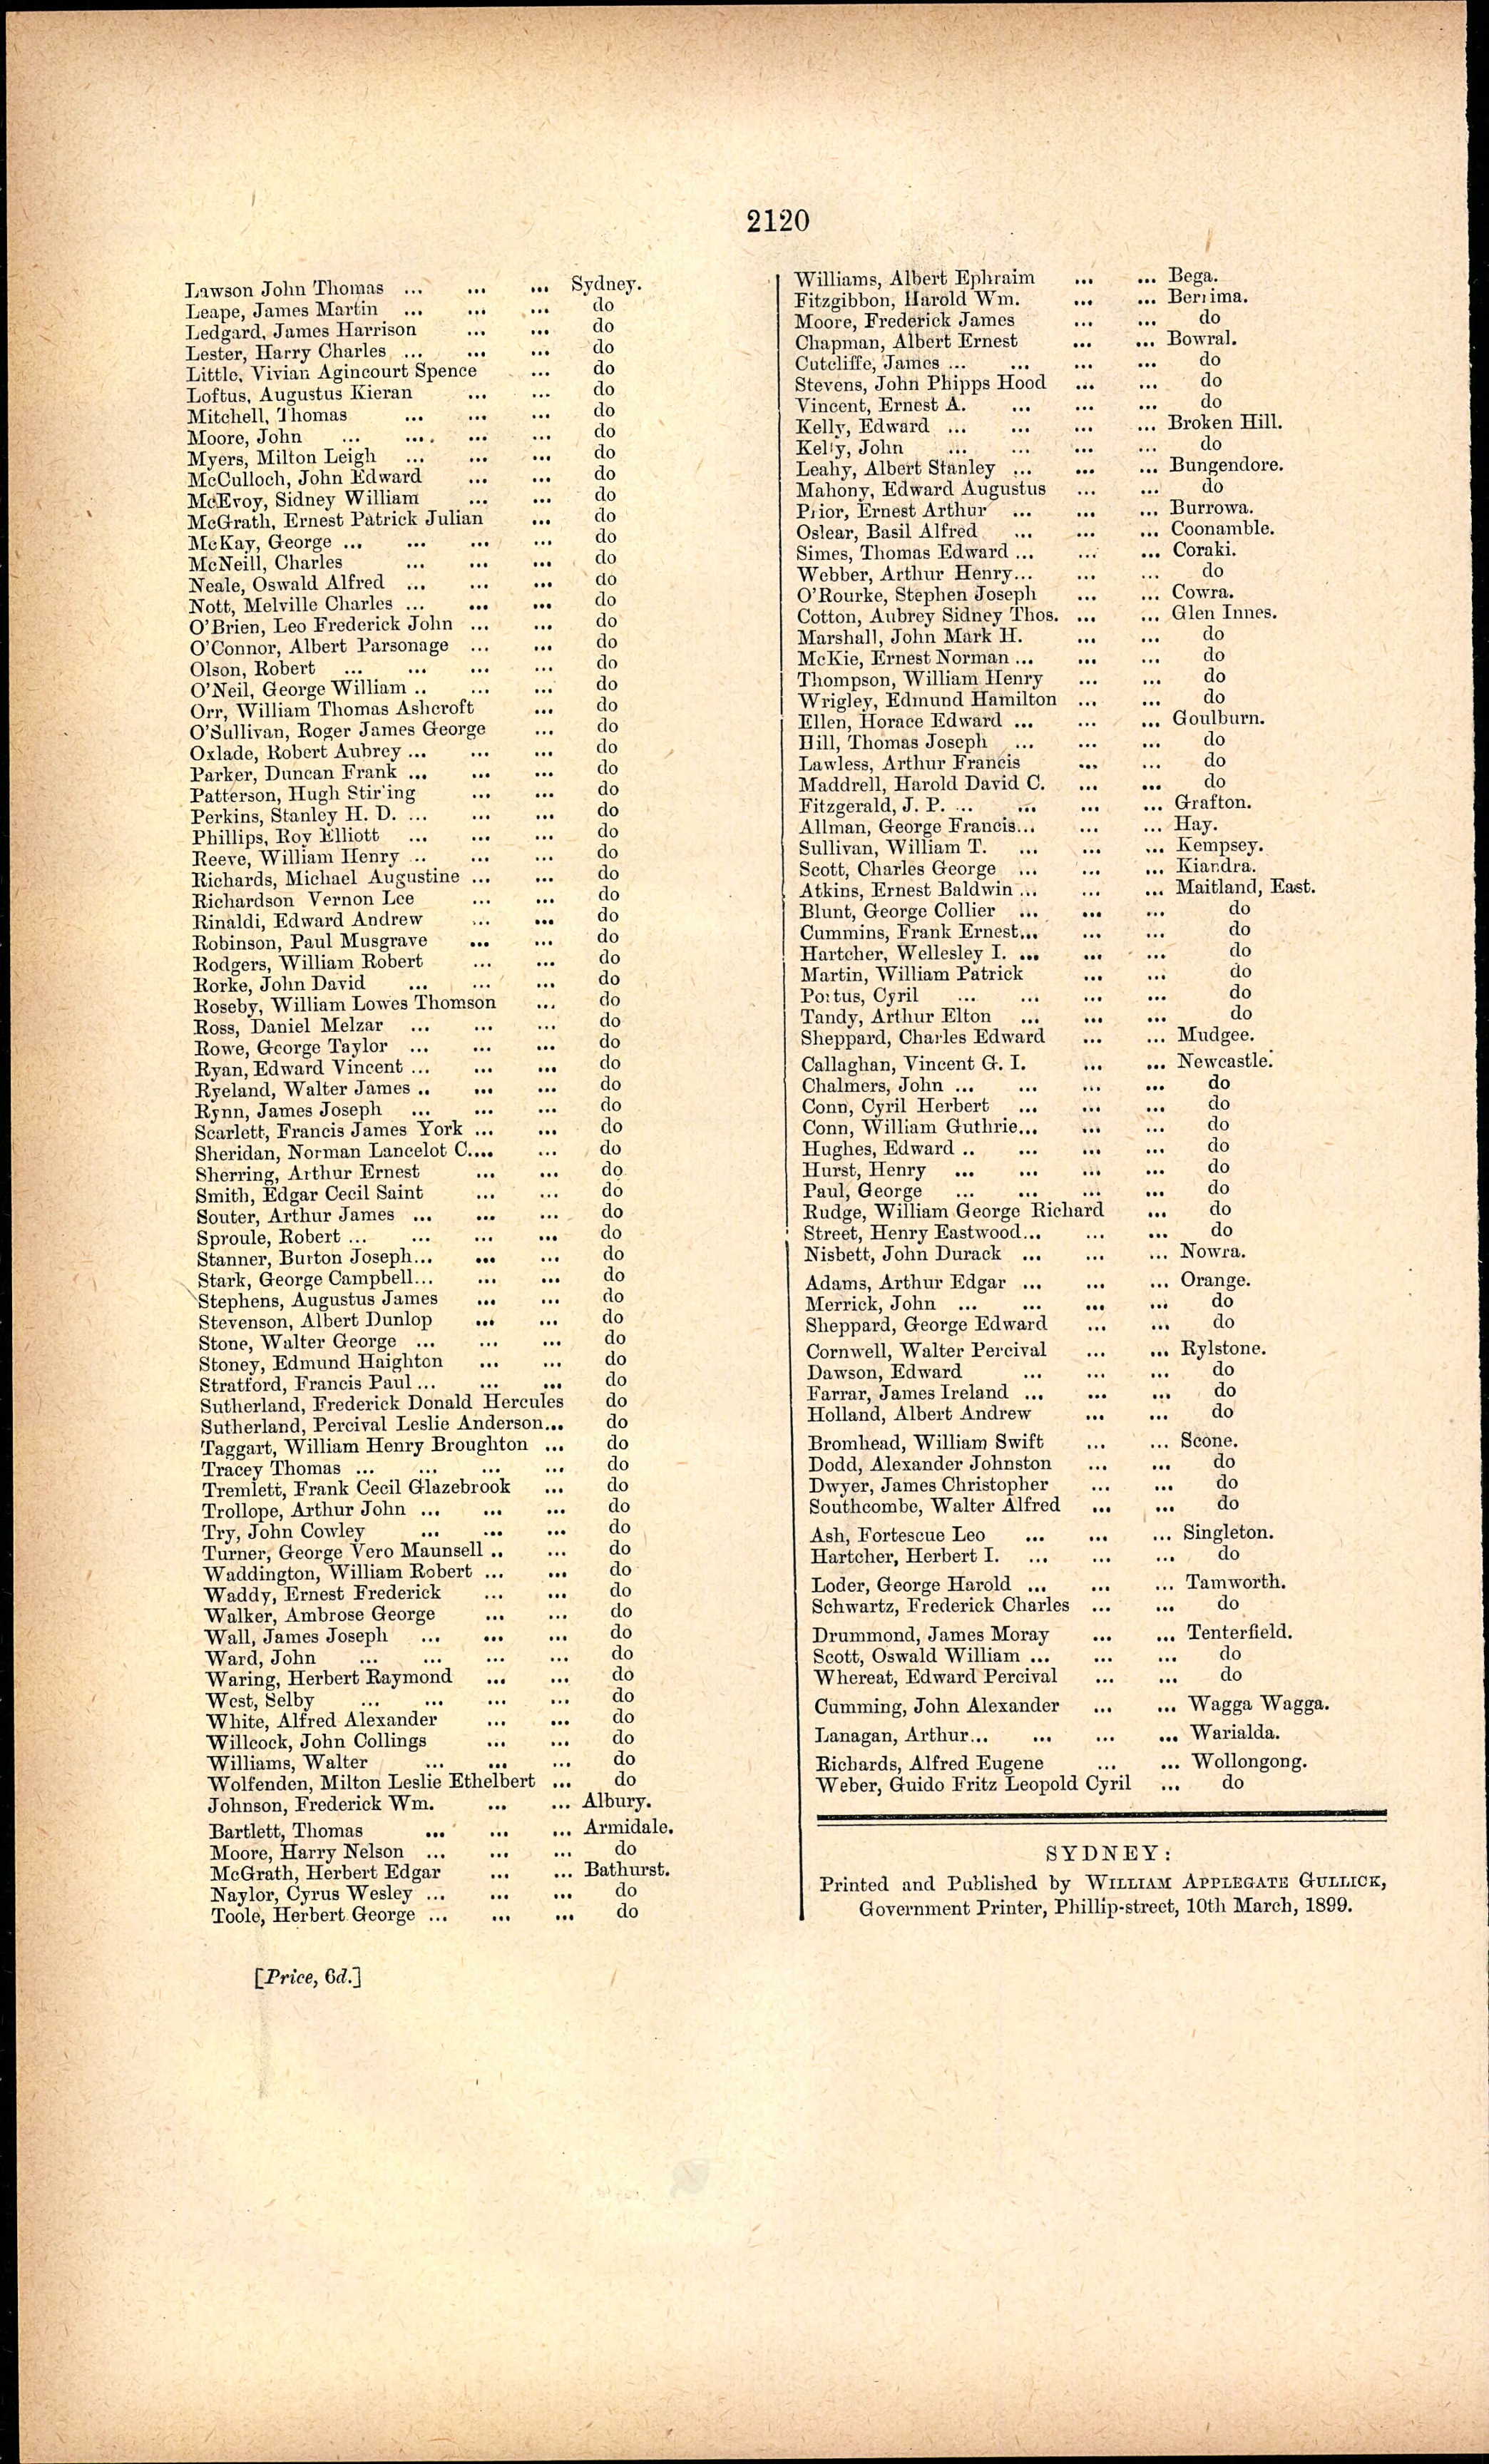 2120
Lawson John Thomas ... ... ... Sydney.
Leape, James Martin ... ... ... do
Ledgard, James Harrison ... ... do
Lester, Harry Charles ... ... ... do
Little, Vivian Agincourt Spence ... do
Loftus, Augustus Kieran ... ... do
Mitchell, Thomas ... ... ... do
Moore, John ... ... ... ... do
Myers, Milton Leigh ... ... ... do
McCulloch, John Edward ... ... do
McEvoy, Sidney William ... ... do
McGrath, Ernest Patrick Julian ... do
McKay, George ... ... ... ... do
McNeill, Charles ... ... ... do
Neale, Oswald Alfred ... ... ... do
Nott, Melville Charles ... ... ... do
O'Brien, Leo Frederick John ... ... do
O'Connor, Albert Parsonage ... ... do
Olson, Robert ... ... ... ... do
O'Neil, George William .. ... ... do
Orr, William Thomas Ashcroft ... do
O'Sullivan, Roger James George ... do
Oxlade, Robert Aubrey ... ... ... do
Parker, Duncan Frank ... ... ... do
Patterson, Hugh Stirling ... ... do
Perkins, Stanley H. D. ... ... ... do
Phillips, Roy Elliott ... ... ... do
Reeve, William Henry .. ... ... do
Richards, Michael Augustine ... ... do
Richardson Vernon Lee ... ... do
Rinaldi, Edward Andrew ... ... do
Robinson, Paul Musgrave ... ... do
Rodgers, William Robert ... ... do
Rorke, John David ... ... ... do
Roseby, William Lowes Thomson ... do
Ross, Daniel Melzar ... ... ... do
Rowe, George Taylor ... ... ... do
Ryan, Edward Vincent ... ... ... do
Ryeland, Walter James .. ... ... do
Rynn, James Joseph ... ... ... do
Scarlett, Francis James York ... ... do
Sheridan, Norman Lancelot C.... ... do
Sherring, Arthur Ernest ... ... do
Smith, Edgar Cecil Saint ... ... do
Souter, Arthur James ... ... ... do
Sproule, Robert ... ... ... ... do
Stanner, Burton Joseph... ... ... do
Stark, George Campbell... ... ... do
Stephens, Augustus James ... ... do
Stevenson, Albert Dunlop ... ... do
Stone, Walter George ... ... ... do
Stoney, Edmund Haighton ... ... do
Stratford, Francis Paul ... ... ... do
Sutherland, Frederick Donald Hercules do
Sutherland, Percival Leslie Anderson... do
Taggart, William Henry Broughton ... do
Tracey Thomas ... ... ... ... do
Tremlett, Frank Cecil Glazebrook ... do
Trollope, Arthur John ... ... ... do
Try, John Cowley ... ... ... do
Turner, George Vero Maunsell .. ... do
Waddington, William Robert ... ... do
Waddy, Ernest Frederick ... ... do
Walker, Ambrose George ... ... do
Wall, James Joseph ... ... ... do
Ward, John ... ... ... ... do
Waring, Herbert Raymond ... ... do
West, Selby ... ... ... ... do
White, Alfred Alexander ... ... do
Willcock, John Collings ... ... do
Williams, Walter ... ... ... do
Wolfenden, Milton Leslie Ethelbert ... do
Johnson, Frederick Wm. ... ... Albury.
Bartlett, Thomas ... ... ... Armidale.
Moore, Harry Nelson ... ... ... do
McGrath, Herbert Edgar ... ... Bathurst.
Naylor, Cyrus Wesley ... ... ... do
Toole, Herbert George ... ... ... do
[Price, 6d.]
Williams, Albert Ephraim ... ... Bega.
Fitzgibbon, Harold Wm. ... ... Berrima.
Moore, Frederick James ... ... do
Chapman, Albert Ernest ... ... Bowral.
Cutcliffe, James ... ... ... ... do
Stevens, John Phipps Hood ... ... do
Vincent, Ernest A. ... ... ... do
Kelly, Edward ... ... ... ... Broken Hill.
Kelly, John ... ... ... ... do
Leahy, Albert Stanley ... ... ... Bungendore.
Mahony, Edward Augustus ... ... do
Prior, Ernest Arthur ... ... ... Burrowa.
Oslear, Basil Alfred ... ... ... Coonamble.
Simes, Thomas Edward ... ... ... Coraki.
Webber, Arthur Henry... ... ... do
O'Rourke, Stephen Joseph ... ... Cowra.
Cotton, Aubrey Sidney Thos. ... ... Glen Innes.
Marshall, John Mark H. ... ... do
McKie, Ernest Norman ... ... ... do
Thompson, William Henry ... ... do
Wrigley, Edmund Hamilton ... ... do
Ellen, Horace Edward ... ... ... Goulburn.
Hill, Thomas Joseph ... ... ... do
Lawless, Arthur Francis ... ... do
Maddrell, Harold David C. ... ... do
Fitzgerald, J. P. ... ... ... ... Grafton.
Allman, George Francis... ... ... Hay.
Sullivan, William T. ... ... ... Kempsey.
Scott, Charles George ... ... ... Kiandra.
Atkins, Ernest Baldwin ... ... ... Maitland, East.
Blunt, George Collier ... ... ... do
Cummins, Frank Ernest... ... ... do
Hartcher, Wellesley I. ... ... ... do
Martin, William Patrick ... ... do
Portus, Cyril ... ... ... ... do
Tandy, Arthur Elton ... ... ... do
Sheppard, Charles Edward ... ... Mudgee.
Callaghan, Vincent G. I. ... ... Newcastle.
Chalmers, John ... ... ... ... do
Conn, Cyril Herbert ... ... ... do
Conn, William Guthrie... ... ... do
Hughes, Edward .. ... ... ... do
Hurst, Henry ... ... ... ... do
Paul, George ... ... ... ... do
Rudge, William George Richard ... do
Street, Henry Eastwood... ... ... do
Nisbett, John Durack ... ... ... Nowra.
Adams, Arthur Edgar ... ... ... Orange.
Merrick, John ... ... ... ... do
Sheppard, George Edward ... ... do
Cornwell, Walter Percival ... ... Rylstone.
Dawson, Edward ... ... ... do
Farrar, James Ireland ... ... ... do
Holland, Albert Andrew ... ... do
Bromhead, William Swift ... ... Scone.
Dodd, Alexander Johnston ... ... do
Dwyer, James Christopher ... ... do
Southcombe, Walter Alfred ... ... do
Ash, Fortescue Leo ... ... ... Singleton.
Hartcher, Herbert I. ... ... ... do
Loder, George Harold ... ... ... Tamworth.
Schwartz, Frederick Charles ... ... do
Drummond, James Moray ... ... Tenterfield.
Scott, Oswald William ... ... ... do
Whereat, Edward Percival ... ... do
Cumming, John Alexander ... ... Wagga Wagga.
Lanagan, Arthur... ... ... ... Warialda.
Richards, Alfred Eugene ... ... Wollongong.
Weber, Guido Fritz Leopold Cyril ... do
SYDNEY:
Printed and Published by WILLIAM APPLEGATE GULLICK,
Government Printer, Phillip-street, 10th March, 1899.